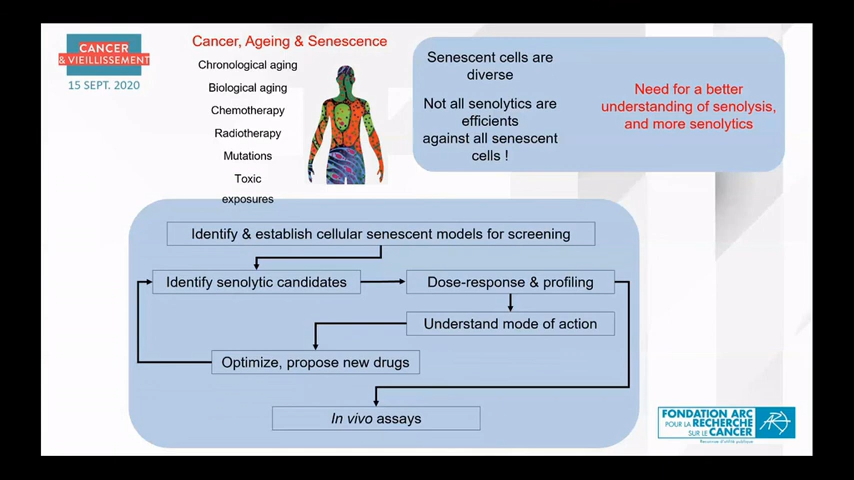 CANCER
& VIEILLISSEMENT
15 SEPT. 2020
Cancer, Ageing & Senescence
Chronological aging
Biological aging
Chemotherapy
Radiotherapy
Mutations
Toxic
exposures
Senescent cells are
diverse
Not all senolytics are
efficients
against all senescent
cells !
Need for a better
understanding of senolysis,
and more senolytics
Identify & establish cellular senescent models for screening
Identify senolytic candidates
Dose-response & profiling
Understand mode of action
Optimize, propose new drugs
In vivo assays
FONDATION ARC
POUR LA RECHERCHE
SUR LE CANCER
Reconnue d'utilité publique